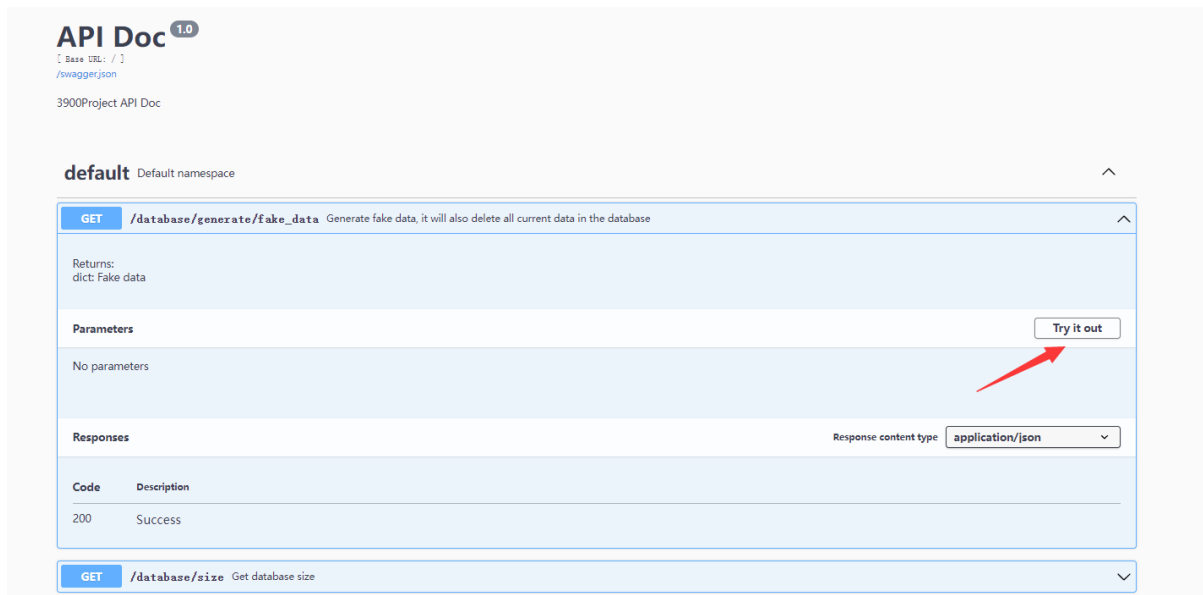 API Doc 1.0
[ Base URL: / ]
/swagger.json
3900Project API Doc
default Default namespace
GET /database/generate/fake_data Generate fake data, it will also delete all current data in the database
Returns:
dict: Fake data
Parameters Try it out
No parameters
Responses Response content type application/json
Code Description
200 Success
GET /database/size Get database size